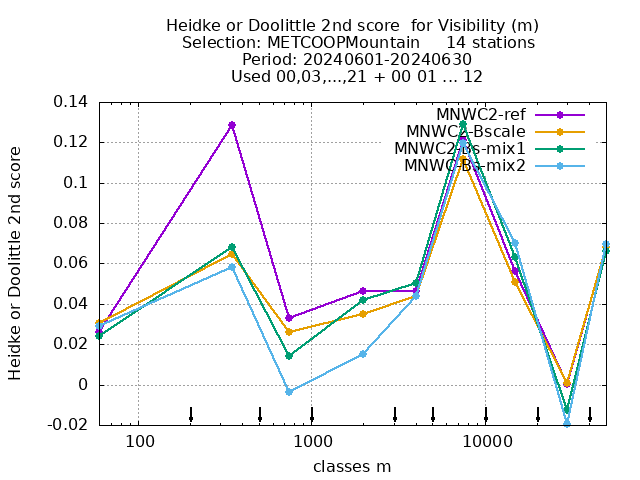 Heidke or Doolittle 2nd score  for Visibility (m)
Selection: METCOOPMountain     14 stations
Period: 20240601-20240630
Used 00,03,...,21 + 00 01 ... 12
MNWC2-ref
MNWC2-Bscale
MNWC2-Bs-mix1
MNWC-Bs-mix2
Heidke or Doolittle 2nd score
0.14
0.12
0.1
0.08
0.06
0.04
0.02
0
-0.02
100 1000 10000
classes m